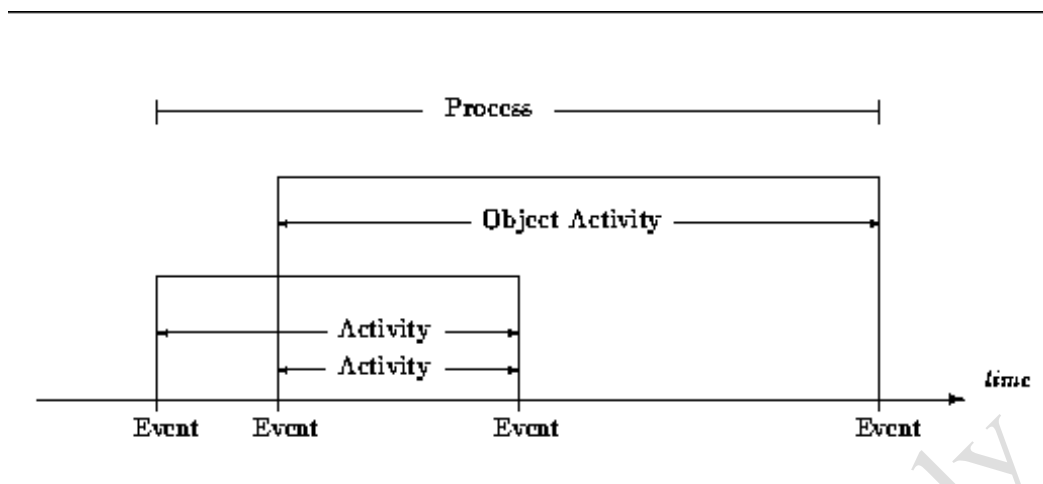 Process
Object Activity
Activity
Activity
time
Event Event Event Event